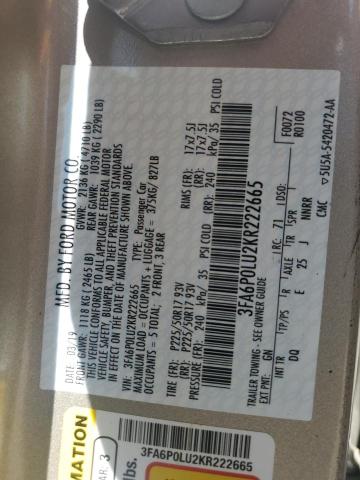 MFD. BY FORD MOTOR CO.
DATE: 03/19 GVWR: 2136 KG (4710 LB)
FRONT GAWR: 1118 KG (2465 LB) REAR GAWR: 1039 KG (2290 LB)
THIS VEHICLE CONFORMS TO ALL APPLICABLE FEDERAL MOTOR
VEHICLE SAFETY, BUMPER, AND THEFT PREVENTION STANDARDS
IN EFFECT ON THE DATE OF MANUFACTURE SHOWN ABOVE.
VIN: 3FA6P0LU2KR222665 Passenger Car
MAXIMUM LOAD = OCCUPANTS + LUGGAGE = 375KG/ 827LB
OCCUPANTS = 5 TOTAL; 2 FRONT, 3 REAR
TIRE (FR): P225/50R17 93V TIRE (RR): P225/50R17 93V 17x7.5J 17x7.5J
PRESSURE (FR): 240 kPa/ 35 PSI COLD (RR): 240 kPa/ 35 PSI COLD
3FA6P0LU2KR222665
TRAILER TOWING - SEE OWNER GUIDE
F0072
R0100
EXT PNT: GN LRC: 71 DSO:
INT TR TP/PS R AXLE TR SPR
DQ E 25 J NNKR
CMC 5U5A-5420472-AA
MATION
AR: 3
3FA6P0LU2KR222665
lbs.